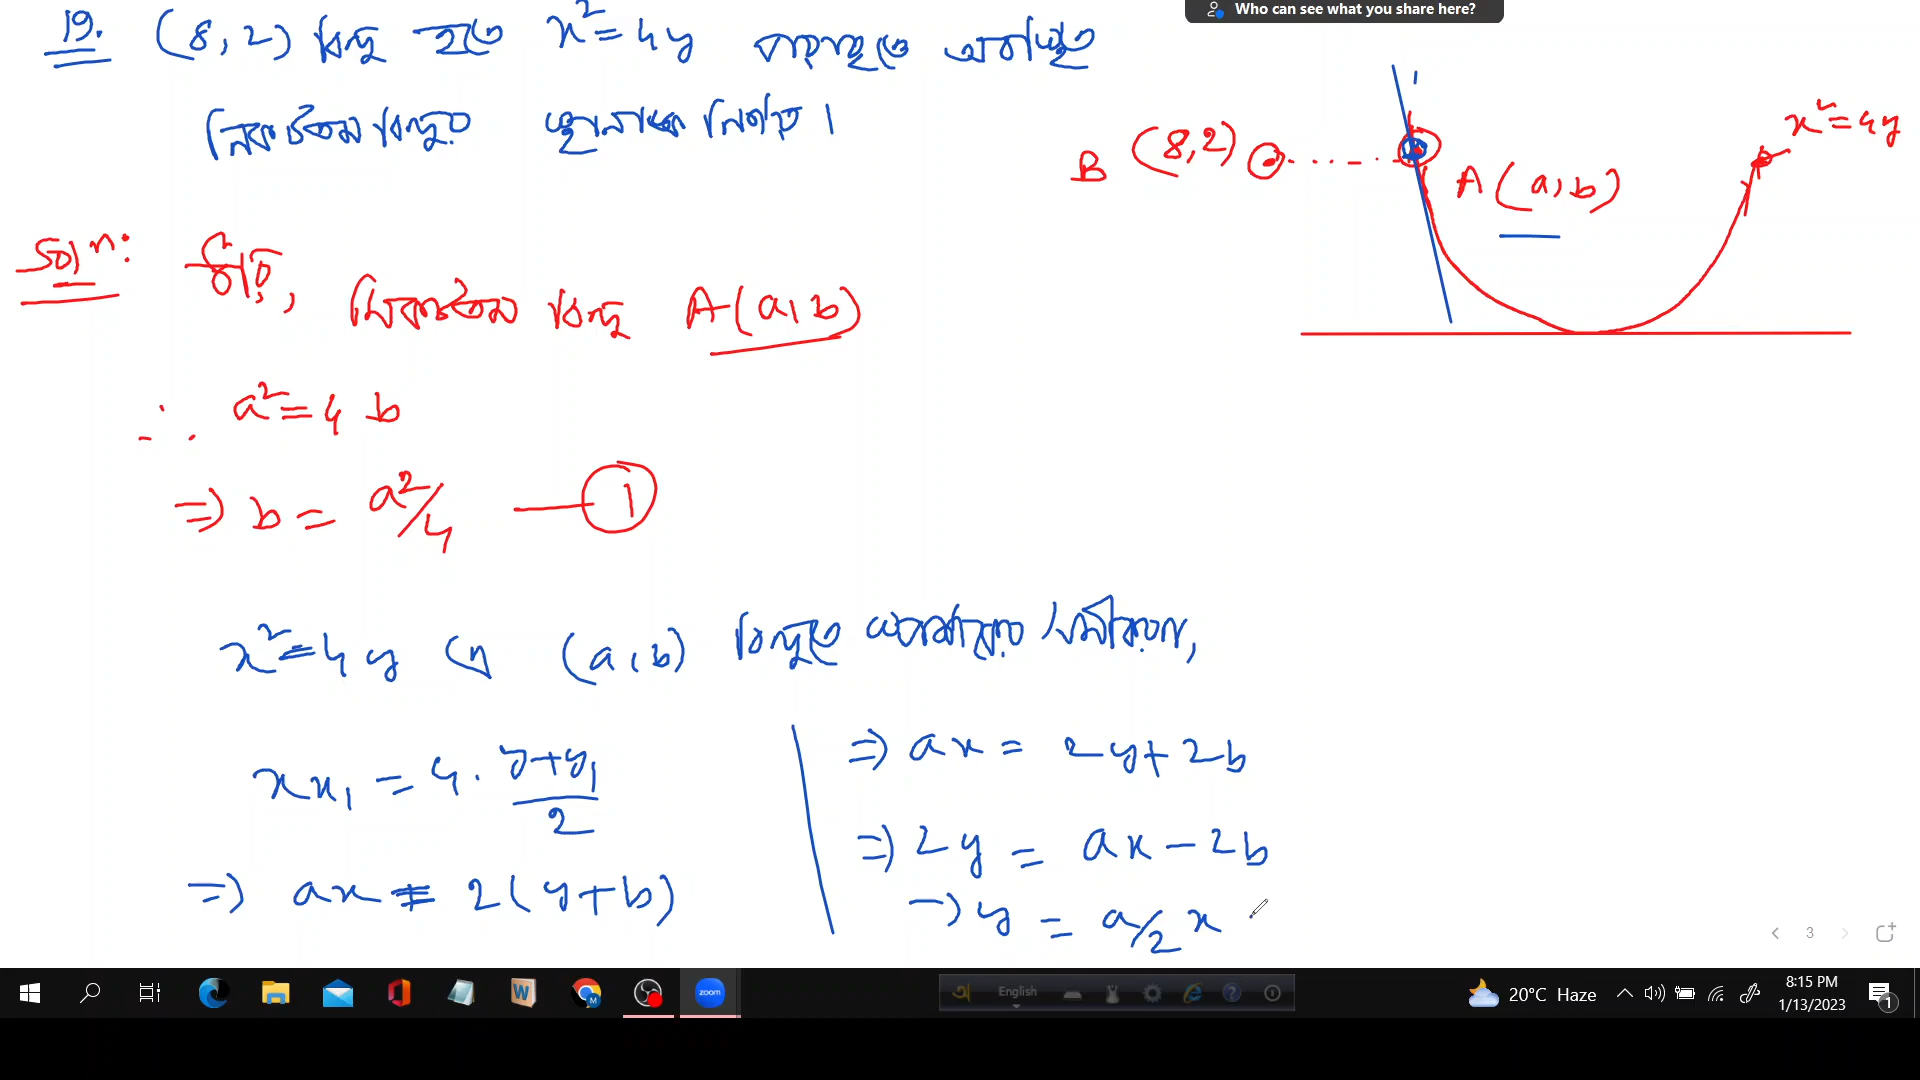 Who can see what you share here?
19. (8,2) বিন্দু হতে x²=4y পরাবৃত্তে অবস্থিত
নিকটতম বিন্দুর স্থানাংক নির্ণয় ।
x²=4y
B (8,2)
A (a,b)
Solⁿ: ধরি, নিকটতম বিন্দু A(a,b)
∴ a²=4b
⇒ b = a²/4 — ①
x²=4y এর (a,b) বিন্দুতে স্পর্শকের সমীকরণ,
xx₁ = 4. (y+y₁)/2
⇒ ax = 2(y+b)
⇒ ax = 2y+2b
⇒ 2y = ax-2b
⇒ y = a/2 x
3
English
20°C Haze
8:15 PM
1/13/2023
1
zoom